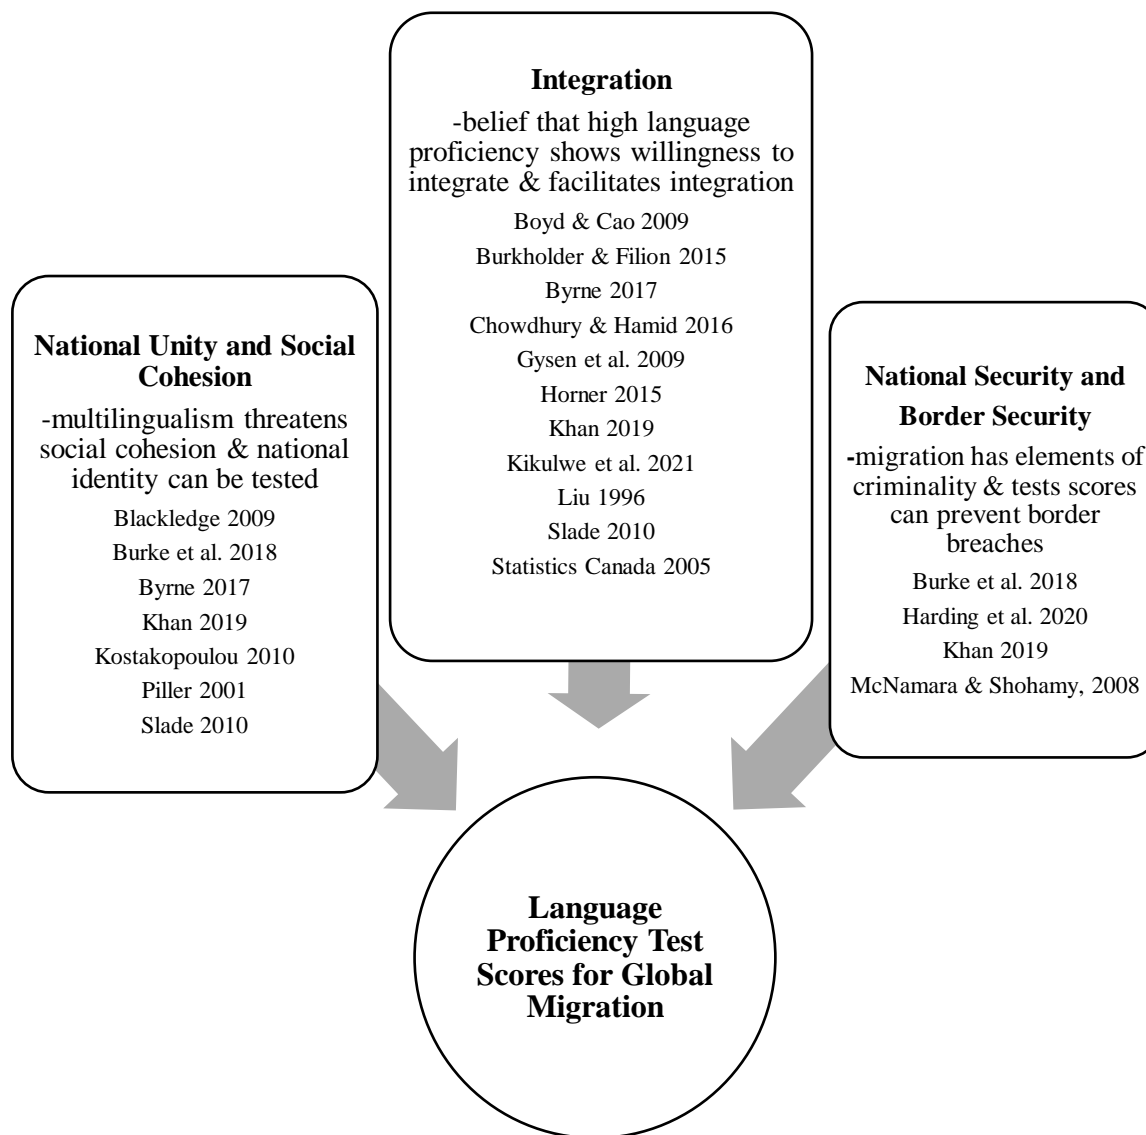 Integration
-belief that high language
proficiency shows willingness to
integrate & facilitates integration
Boyd & Cao 2009
Burkholder & Filion 2015
Byrne 2017
Chowdhury & Hamid 2016
Gysen et al. 2009
Horner 2015
Khan 2019
Kikulwe et al. 2021
Liu 1996
Slade 2010
Statistics Canada 2005
National Unity and Social
Cohesion
-multilingualism threatens
social cohesion & national
identity can be tested
Blackledge 2009
Burke et al. 2018
Byrne 2017
Khan 2019
Kostakopoulou 2010
Piller 2001
Slade 2010
National Security and
Border Security
-migration has elements of
criminality & tests scores
can prevent border
breaches
Burke et al. 2018
Harding et al. 2020
Khan 2019
McNamara & Shohamy, 2008
Language
Proficiency Test
Scores for Global
Migration